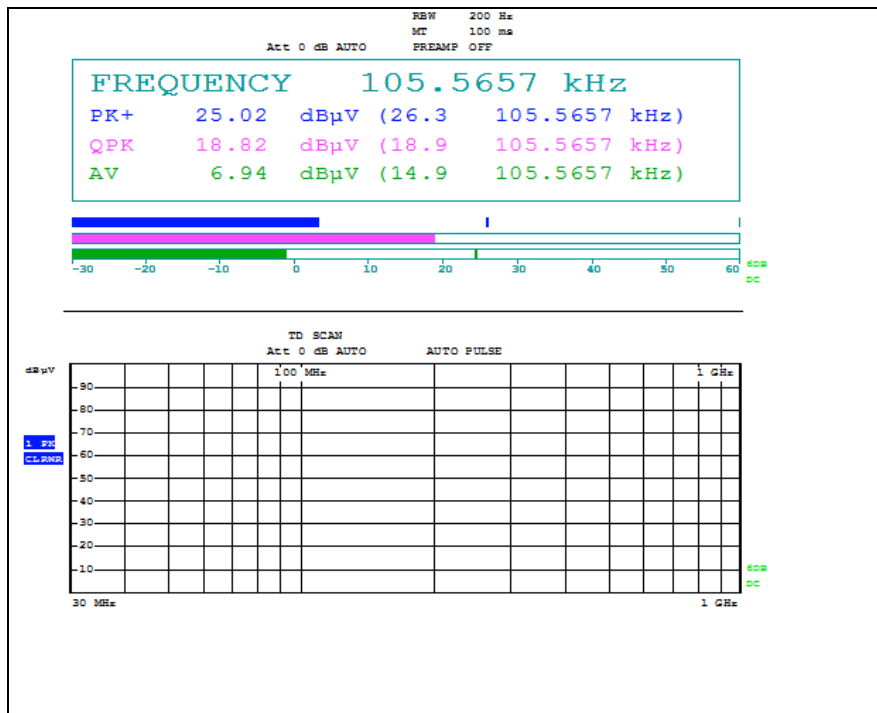 RBW 200 Hz
MT 100 ms
Att 0 dB AUTO PREAMP OFF
FREQUENCY 105.5657 kHz
PK+ 25.02 dBµV (26.3 105.5657 kHz)
QPK 18.82 dBµV (18.9 105.5657 kHz)
AV 6.94 dBµV (14.9 105.5657 kHz)
-30 -20 -10 0 10 20 30 40 50 60
6DB
DC
TD SCAN
Att 0 dB AUTO AUTO PULSE
dBµV
100 MHz 1 GHz
90
80
70
1 PK
60
CLRWR
50
40
30
20
10
6DB
DC
30 MHz 1 GHz